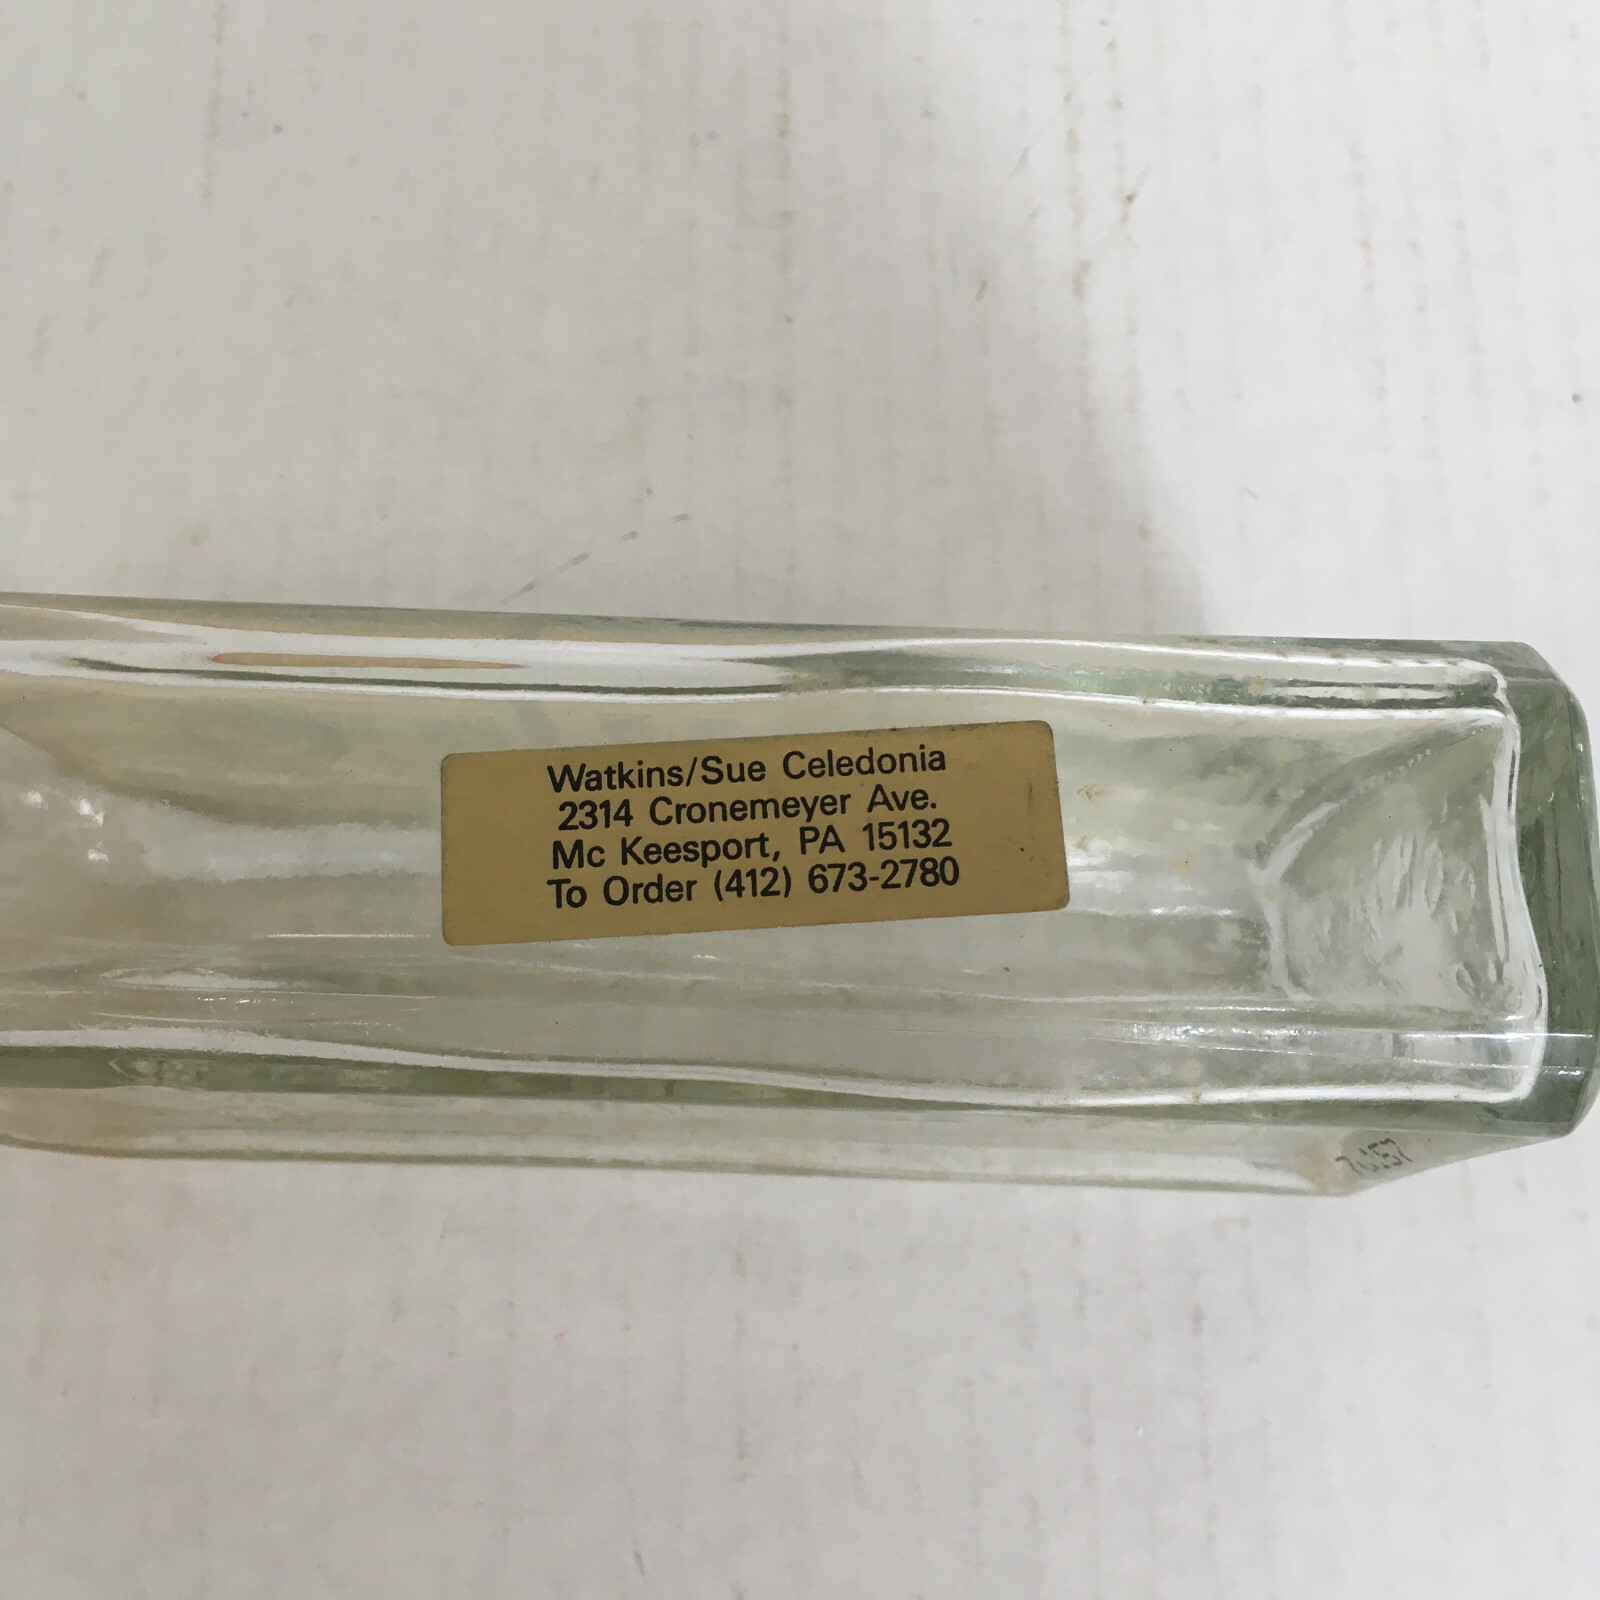 Watkins/Sue Celedonia
2314 Cronemeyer Ave.
Mc Keesport, PA 15132
To Order (412) 673-2780